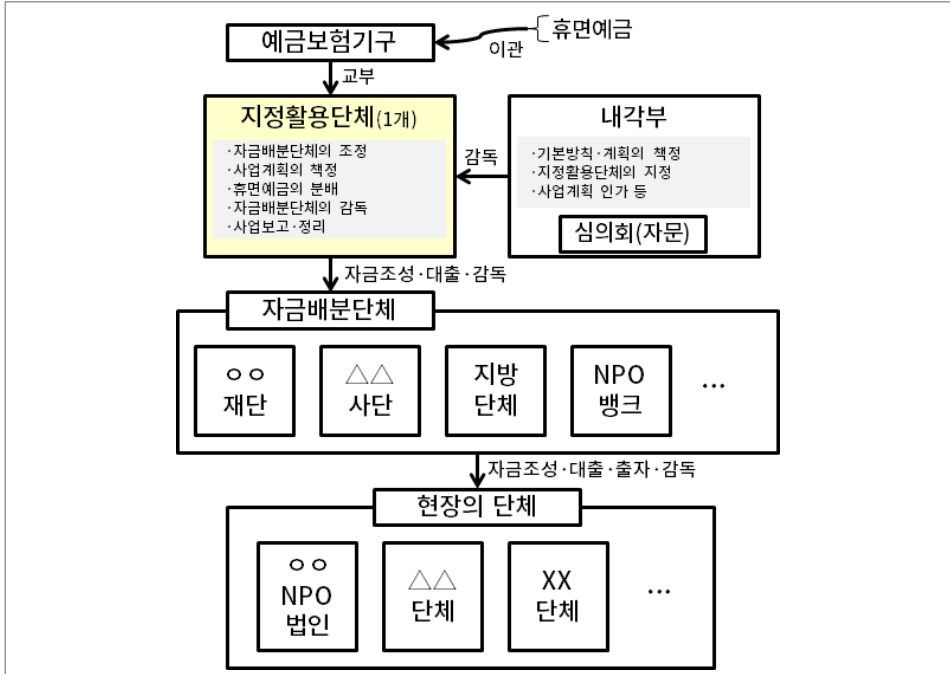 예금보험기구
휴면예금
이관
교부
지정활용단체(1개)
·자금배분단체의 조정
·사업계획의 책정
·휴면예금의 분배
·자금배분단체의 감독
·사업보고·정리
감독
내각부
·기본방칙·계획의 책정
·지정활용단체의 지정
·사업계획 인가 등
심의회(자문)
자금조성·대출·감독
자금배분단체
ㅇㅇ
재단
△△
사단
지방
단체
NPO
뱅크
...
자금조성·대출·출자·감독
현장의 단체
ㅇㅇ
NPO
법인
△△
단체
XX
단체
...